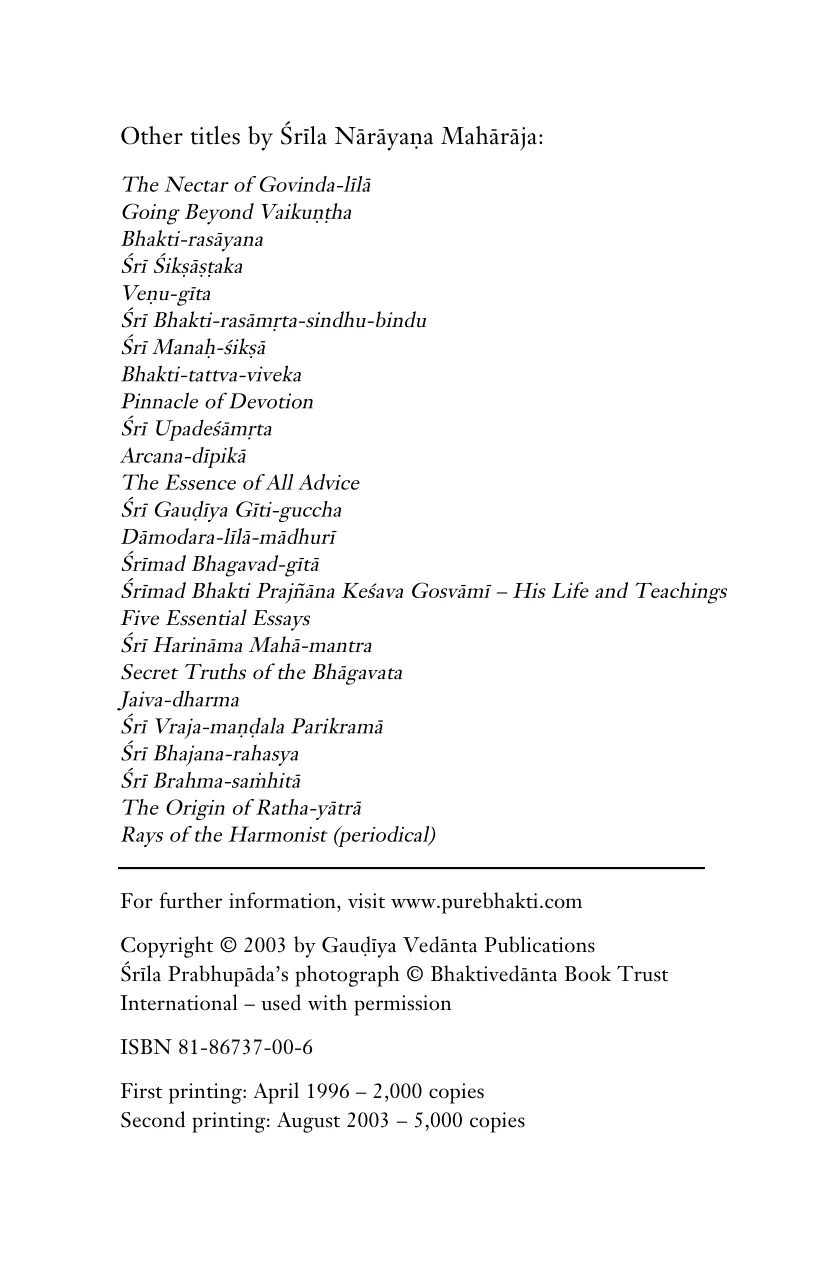 Other titles by Śrīla Nārāyaṇa Mahārāja:
The Nectar of Govinda-līlā
Going Beyond Vaikuṇṭha
Bhakti-rasāyana
Śrī Śikṣāṣṭaka
Veṇu-gīta
Śrī Bhakti-rasāmṛta-sindhu-bindu
Śrī Manaḥ-śikṣā
Bhakti-tattva-viveka
Pinnacle of Devotion
Śrī Upadeśāmṛta
Arcana-dīpikā
The Essence of All Advice
Śrī Gauḍīya Gīti-guccha
Dāmodara-līlā-mādhurī
Śrīmad Bhagavad-gītā
Śrīmad Bhakti Prajñāna Keśava Gosvāmī – His Life and Teachings
Five Essential Essays
Śrī Harināma Mahā-mantra
Secret Truths of the Bhāgavata
Jaiva-dharma
Śrī Vraja-maṇḍala Parikramā
Śrī Bhajana-rahasya
Śrī Brahma-saṁhitā
The Origin of Ratha-yātrā
Rays of the Harmonist (periodical)
For further information, visit www.purebhakti.com
Copyright © 2003 by Gauḍīya Vedānta Publications
Śrīla Prabhupāda’s photograph © Bhaktivedānta Book Trust
International – used with permission
ISBN 81-86737-00-6
First printing: April 1996 – 2,000 copies
Second printing: August 2003 – 5,000 copies